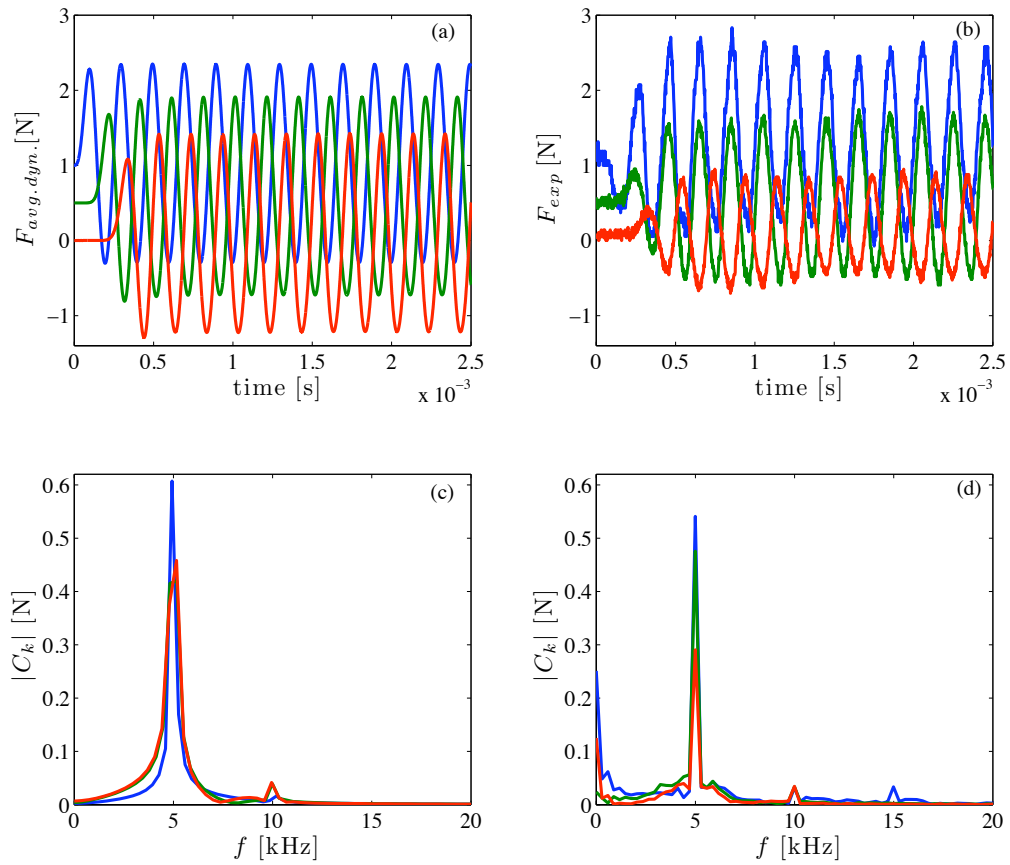 (a)
3
2
1
0
−1
F_{avg.dyn.}[N]
0 0.5 1 1.5 2 2.5
time [s]
x 10^{−3}
(b)
3
2
1
0
−1
F_{exp} [N]
0 0.5 1 1.5 2 2.5
time [s]
x 10^{−3}
(c)
0.6
0.5
0.4
0.3
0.2
0.1
0
|C_k| [N]
0 5 10 15 20
f [kHz]
(d)
0.6
0.5
0.4
0.3
0.2
0.1
0
|C_k| [N]
0 5 10 15 20
f [kHz]